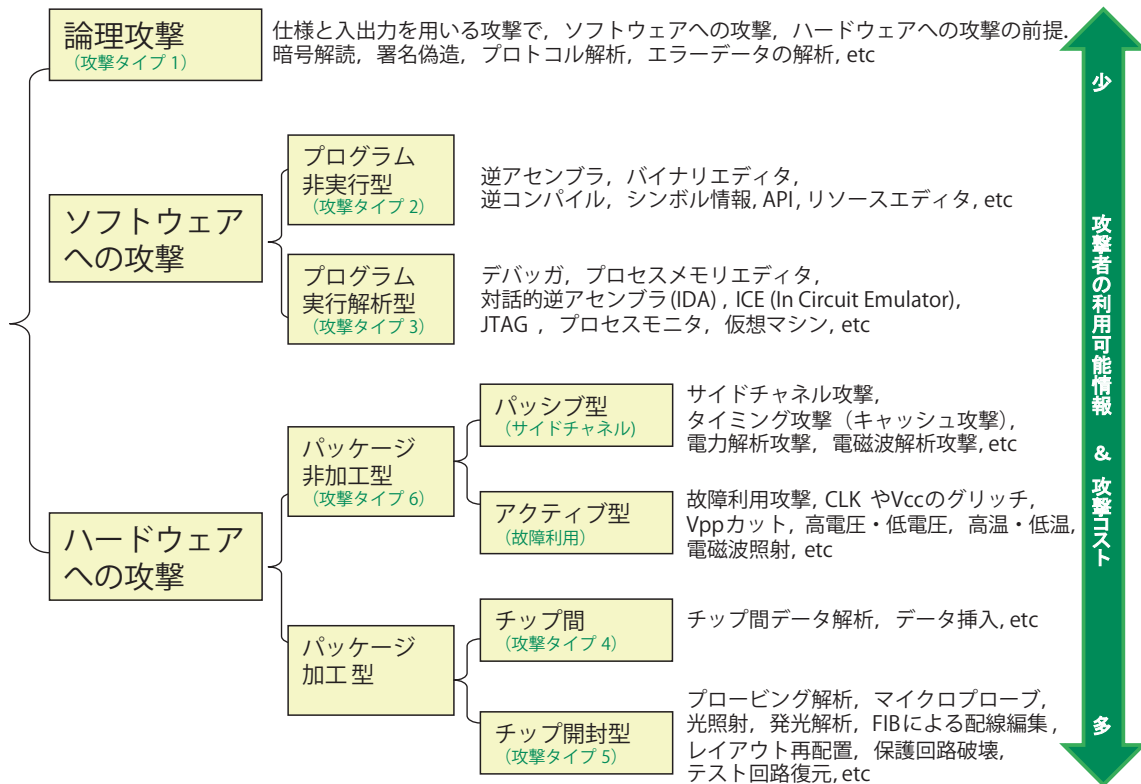 論理攻撃
(攻撃タイプ 1)
仕様と入出力を用いる攻撃で，ソフトウェアへの攻撃，ハードウェアへの攻撃の前提.
暗号解読，署名偽造，プロトコル解析，エラーデータの解析, etc
ソフトウェア
への攻撃
プログラム
非実行型
(攻撃タイプ 2)
逆アセンブラ，バイナリエディタ,
逆コンパイル，シンボル情報, API, リソースエディタ, etc
プログラム
実行解析型
(攻撃タイプ 3)
デバッガ，プロセスメモリエディタ,
対話的逆アセンブラ(IDA) , ICE (In Circuit Emulator),
JTAG ，プロセスモニタ，仮想マシン, etc
ハードウェア
への攻撃
パッケージ
非加工型
(攻撃タイプ 6)
パッシブ型
(サイドチャネル)
サイドチャネル攻撃,
タイミング攻撃（キャッシュ攻撃）,
電力解析攻撃，電磁波解析攻撃, etc
アクティブ型
(故障利用)
故障利用攻撃, CLK やVccのグリッチ,
Vppカット，高電圧・低電圧，高温・低温,
電磁波照射, etc
パッケージ
加工型
チップ間
(攻撃タイプ 4)
チップ間データ解析，データ挿入, etc
チップ開封型
(攻撃タイプ 5)
プロービング解析，マイクロプローブ,
光照射，発光解析，FIBによる配線編集 ,
レイアウト再配置，保護回路破壊,
テスト回路復元, etc
少
攻撃者の利用可能情報 & 攻撃コスト
多